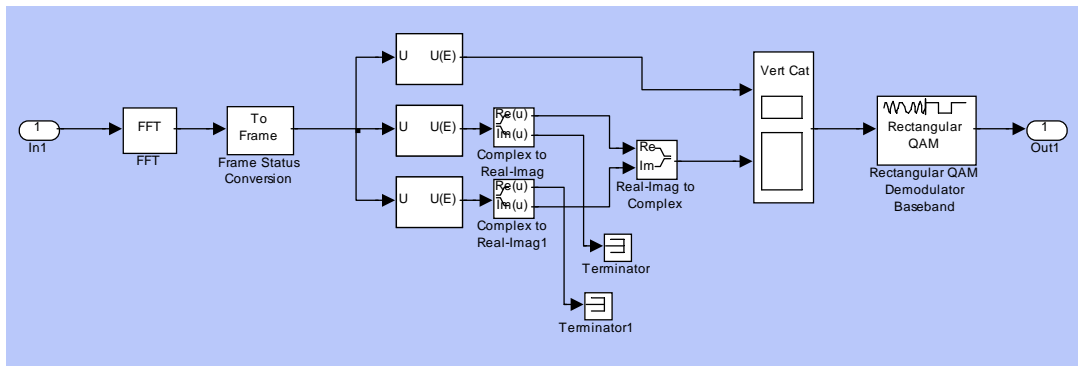 1
In1
FFT
FFT
To
Frame
Frame Status
Conversion
U U(E)
U U(E)
U U(E)
Re(u)
Im(u)
Complex to
Real-Imag
Re(u)
Im(u)
Complex to
Real-Imag1
Re
Im
Real-Imag to
Complex
Terminator
Terminator1
Vert Cat
Rectangular
QAM
Rectangular QAM
Demodulator
Baseband
1
Out1